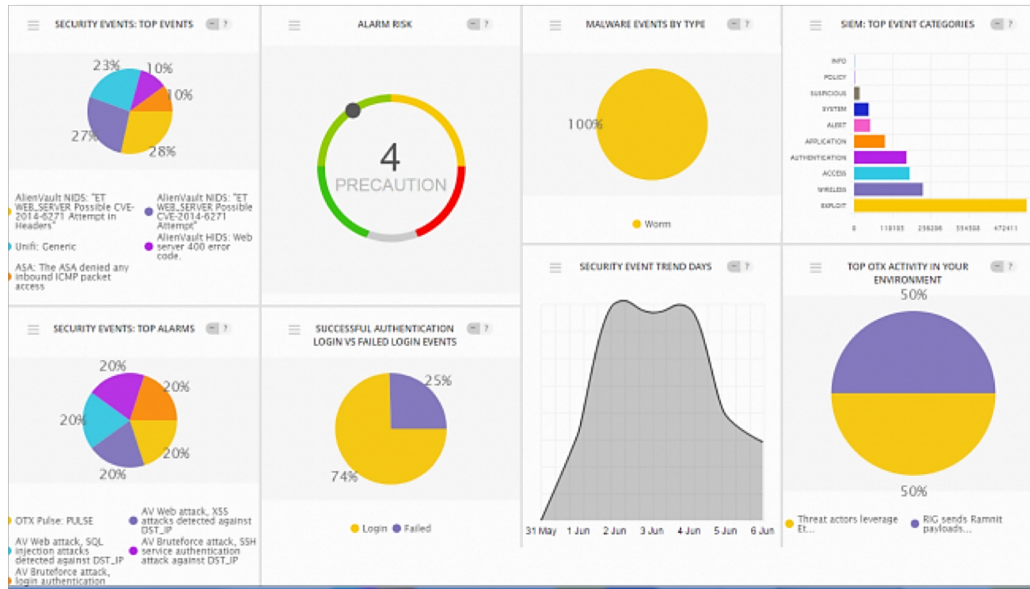 SECURITY EVENTS: TOP EVENTS
− ?
23%
10%
10%
27%
28%
AlienVault NIDS: "ET
WEB_SERVER Possible CVE-
2014-6271 Attempt in
Headers"
AlienVault NIDS: "ET
WEB_SERVER Possible
CVE-2014-6271
Attempt"
Unifi: Generic
AlienVault HIDS: Web
server 400 error
code.
ASA: The ASA denied any
inbound ICMP packet
access
ALARM RISK
− ?
4
PRECAUTION
MALWARE EVENTS BY TYPE
− ?
100%
Worm
SIEM: TOP EVENT CATEGORIES
− ?
INFO
POLICY
SUSPICIOUS
SYSTEM
ALERT
APPLICATION
AUTHENTICATION
ACCESS
WIRELESS
EXPLOIT
0
472411
SECURITY EVENTS: TOP ALARMS
− ?
20%
20%
20%
20%
20%
OTX Pulse: PULSE
AV Web attack, XSS
attacks detected against
DST_IP
AV Web attack, SQL
injection attacks
detected against DST_IP
AV Bruteforce attack, SSH
service authentication
attack against DST_IP
AV Bruteforce attack,
login authentication
SUCCESSFUL AUTHENTICATION
LOGIN VS FAILED LOGIN EVENTS
− ?
25%
74%
Login Failed
SECURITY EVENT TREND DAYS
− ?
31 May 1 Jun 2 Jun 3 Jun 4 Jun 5 Jun 6 Jun
TOP OTX ACTIVITY IN YOUR
ENVIRONMENT
− ?
50%
50%
Threat actors leverage
Et...
RIG sends Ramnit
payloads...